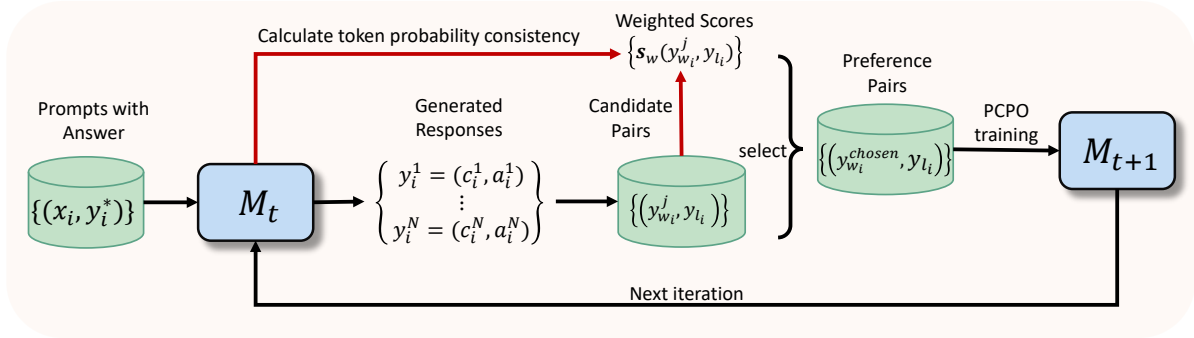 Weighted Scores
Calculate token probability consistency
{s_w(y_{w_i}^j, y_{l_i})}
Preference
Pairs
Prompts with
Answer
Generated
Responses
Candidate
Pairs
PCPO
training
select
{(x_i, y_i^*)}
M_t
y_i^1 = (c_i^1, a_i^1)
⋮
y_i^N = (c_i^N, a_i^N)
{(y_{w_i}^j, y_{l_i})}
{(y_{w_i}^{chosen}, y_{l_i})}
M_{t+1}
Next iteration